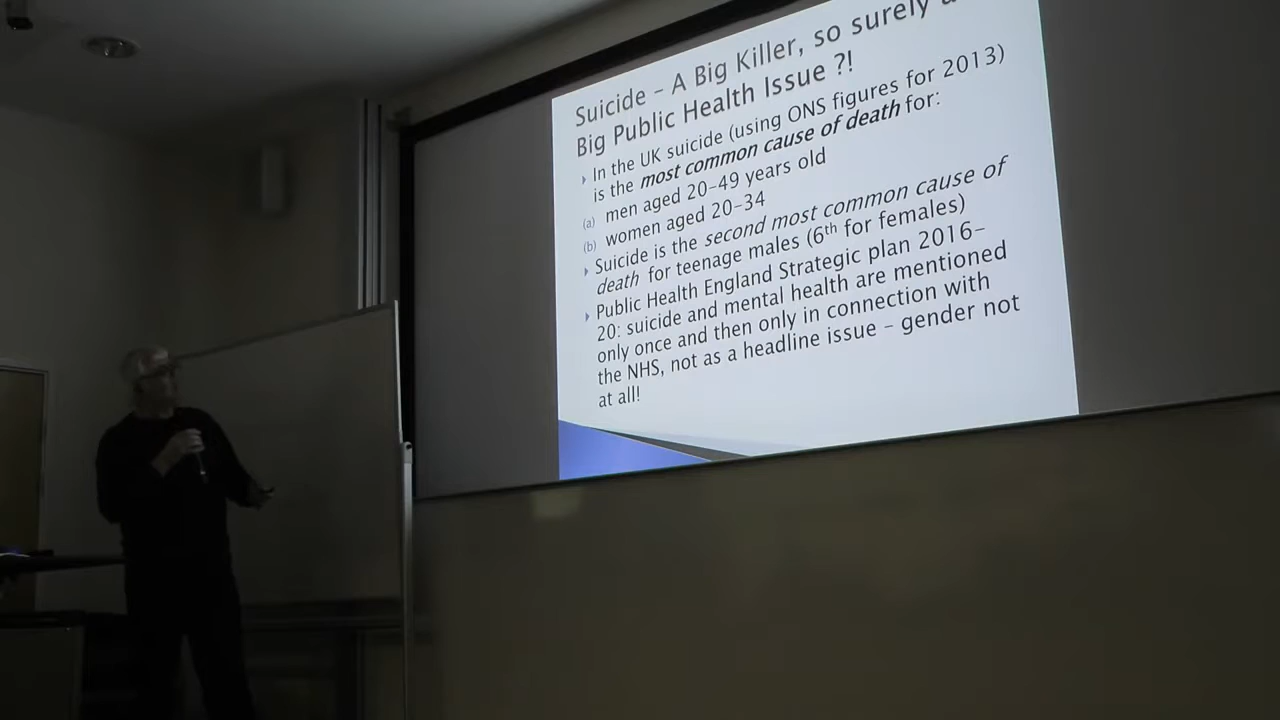 Suicide – A Big Killer, so surely a
Big Public Health Issue ?!
In the UK suicide (using ONS figures for 2013)
is the most common cause of death for:
(a) men aged 20–49 years old
(b) women aged 20–34
Suicide is the second most common cause of
death for teenage males (6th for females)
Public Health England Strategic plan 2016–
20: suicide and mental health are mentioned
only once and then only in connection with
the NHS, not as a headline issue – gender not
at all!